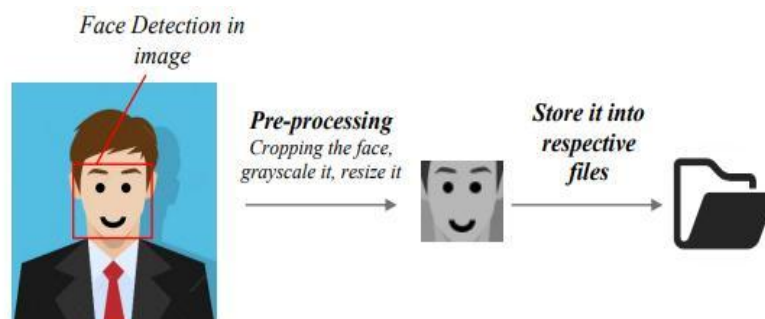 Face Detection in
image
Pre-processing
Cropping the face,
grayscale it, resize it
Store it into
respective
files